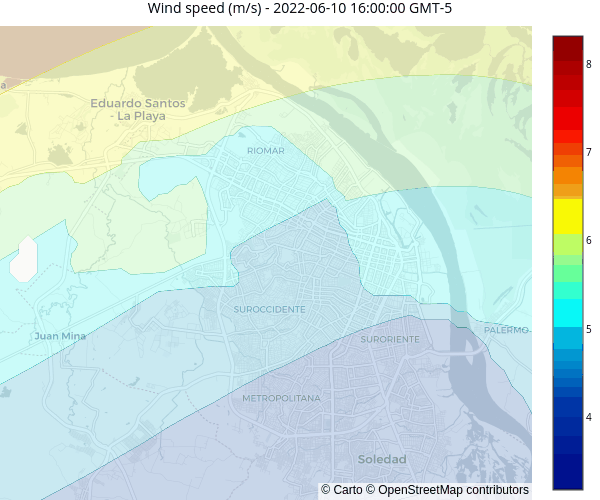 Wind speed (m/s) - 2022-06-10 16:00:00 GMT-5
8
a
Eduardo Santos
- La Playa
RIOMAR
7
6
SUROCCIDENTE
Juan Mina
PALERMO
5
SURORIENTE
METROPOLITANA
4
Soledad
© Carto © OpenStreetMap contributors